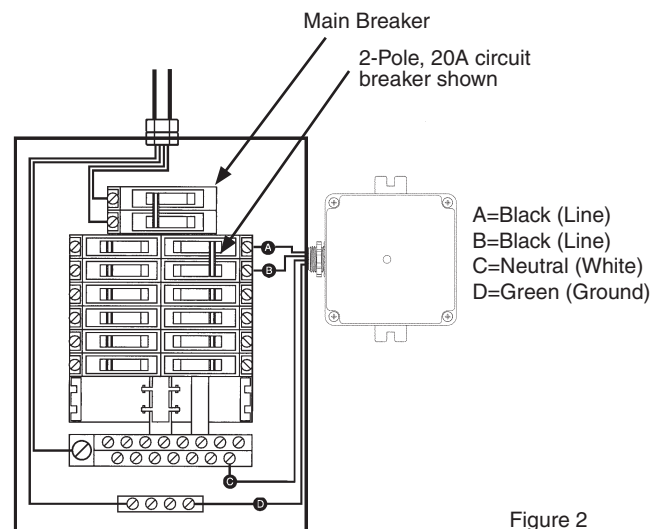 Main Breaker
2-Pole, 20A circuit
breaker shown
A
B
A=Black (Line)
B=Black (Line)
C=Neutral (White)
D=Green (Ground)
C
D
Figure 2